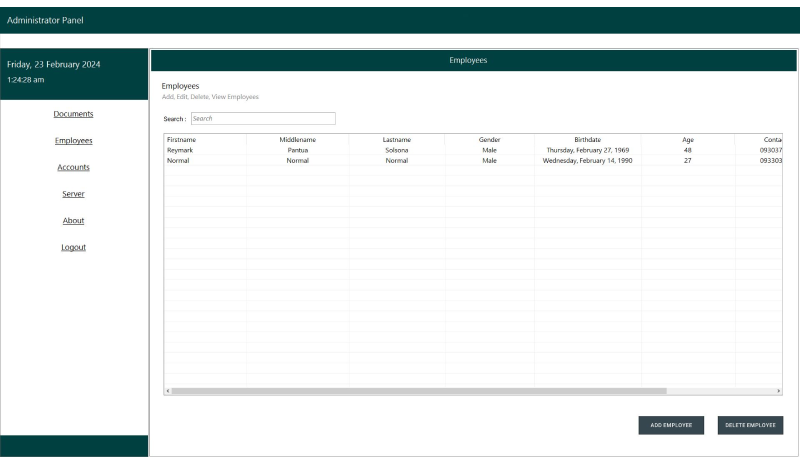 Administrator Panel
Friday, 23 February 2024
1:24:28 am
Documents
Employees
Accounts
Server
About
Logout
Employees
Employees
Add, Edit, Delete, View Employees
Search : Search
Firstname Middlename Lastname Gender Birthdate Age Conta
Reymark Pantua Solsona Male Thursday, February 27, 1969 48 093037
Normal Normal Normal Male Wednesday, February 14, 1990 27 093303
ADD EMPLOYEE DELETE EMPLOYEE